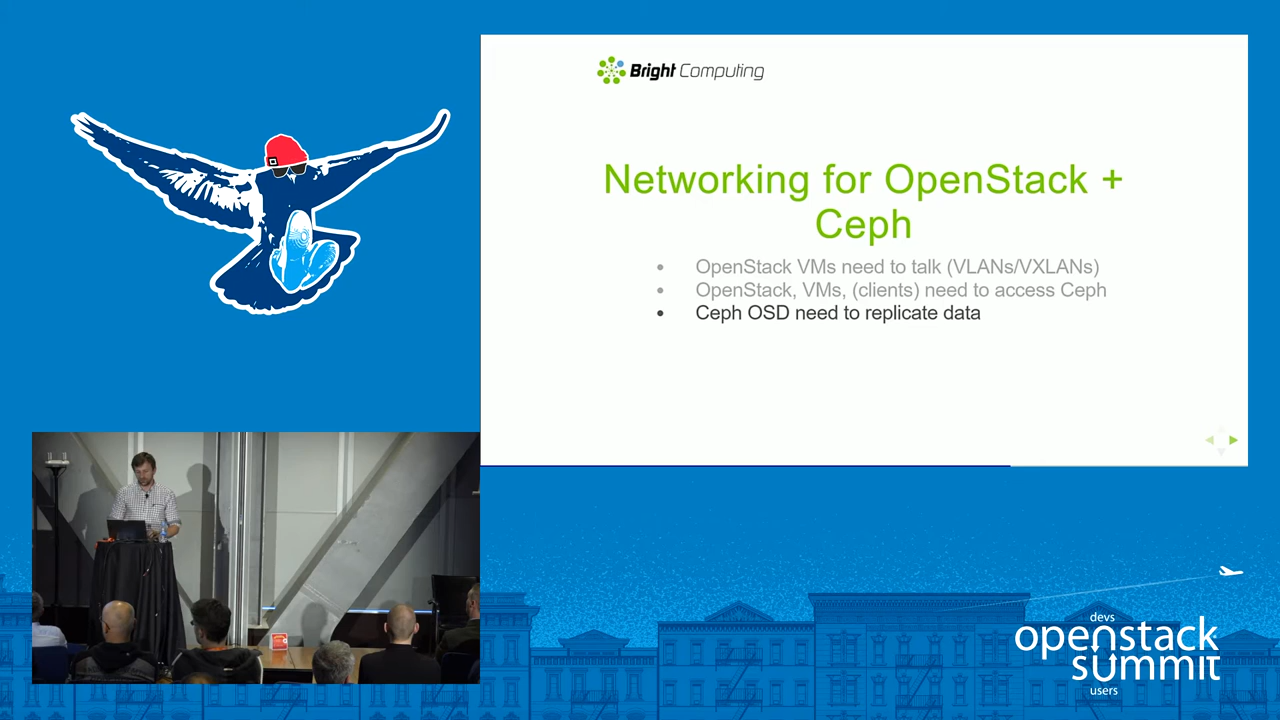 Bright Computing
Networking for OpenStack +
Ceph
• OpenStack VMs need to talk (VLANs/VXLANs)
• OpenStack, VMs, (clients) need to access Ceph
• Ceph OSD need to replicate data
devs
openstack
summit
users